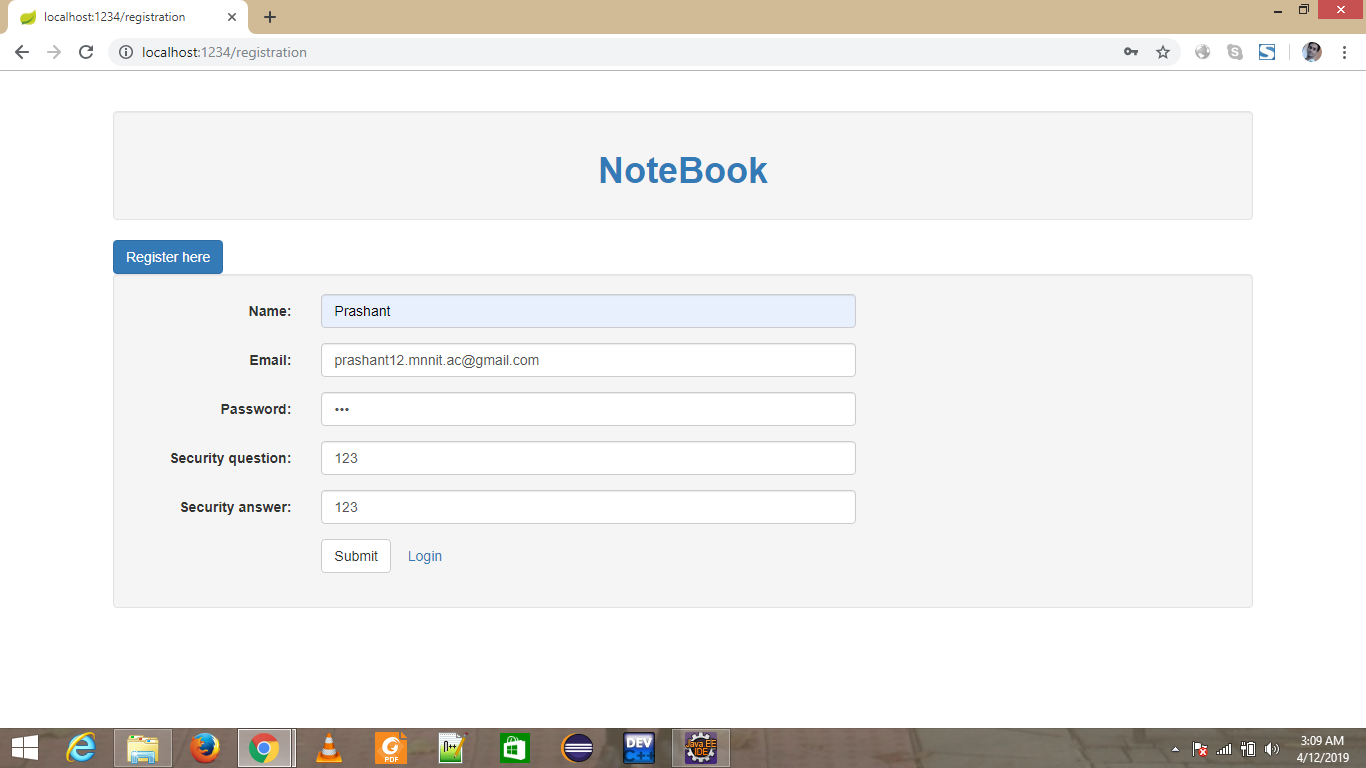 localhost:1234/registration
localhost:1234/registration
NoteBook
Register here
Name: Prashant
Email: prashant12.mnnit.ac@gmail.com
Password: •••
Security question: 123
Security answer: 123
Submit Login
PDF
n++
DEV
C++
Java EE
IDE
3:09 AM
4/12/2019